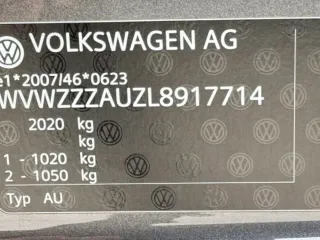 VOLKSWAGEN AG
e1*2007/46*0623
WVWZZZAUZL8917714
2020 kg
kg
1 - 1020 kg
2 - 1050 kg
Typ AU